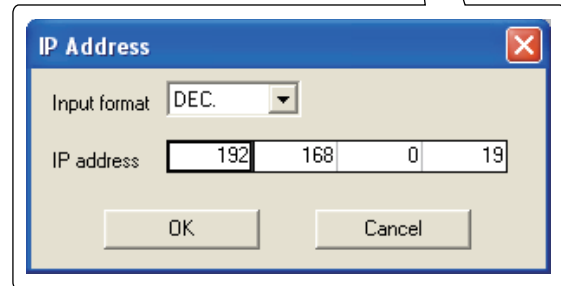 IP Address
Input format DEC.
IP address 192 168 0 19
OK Cancel